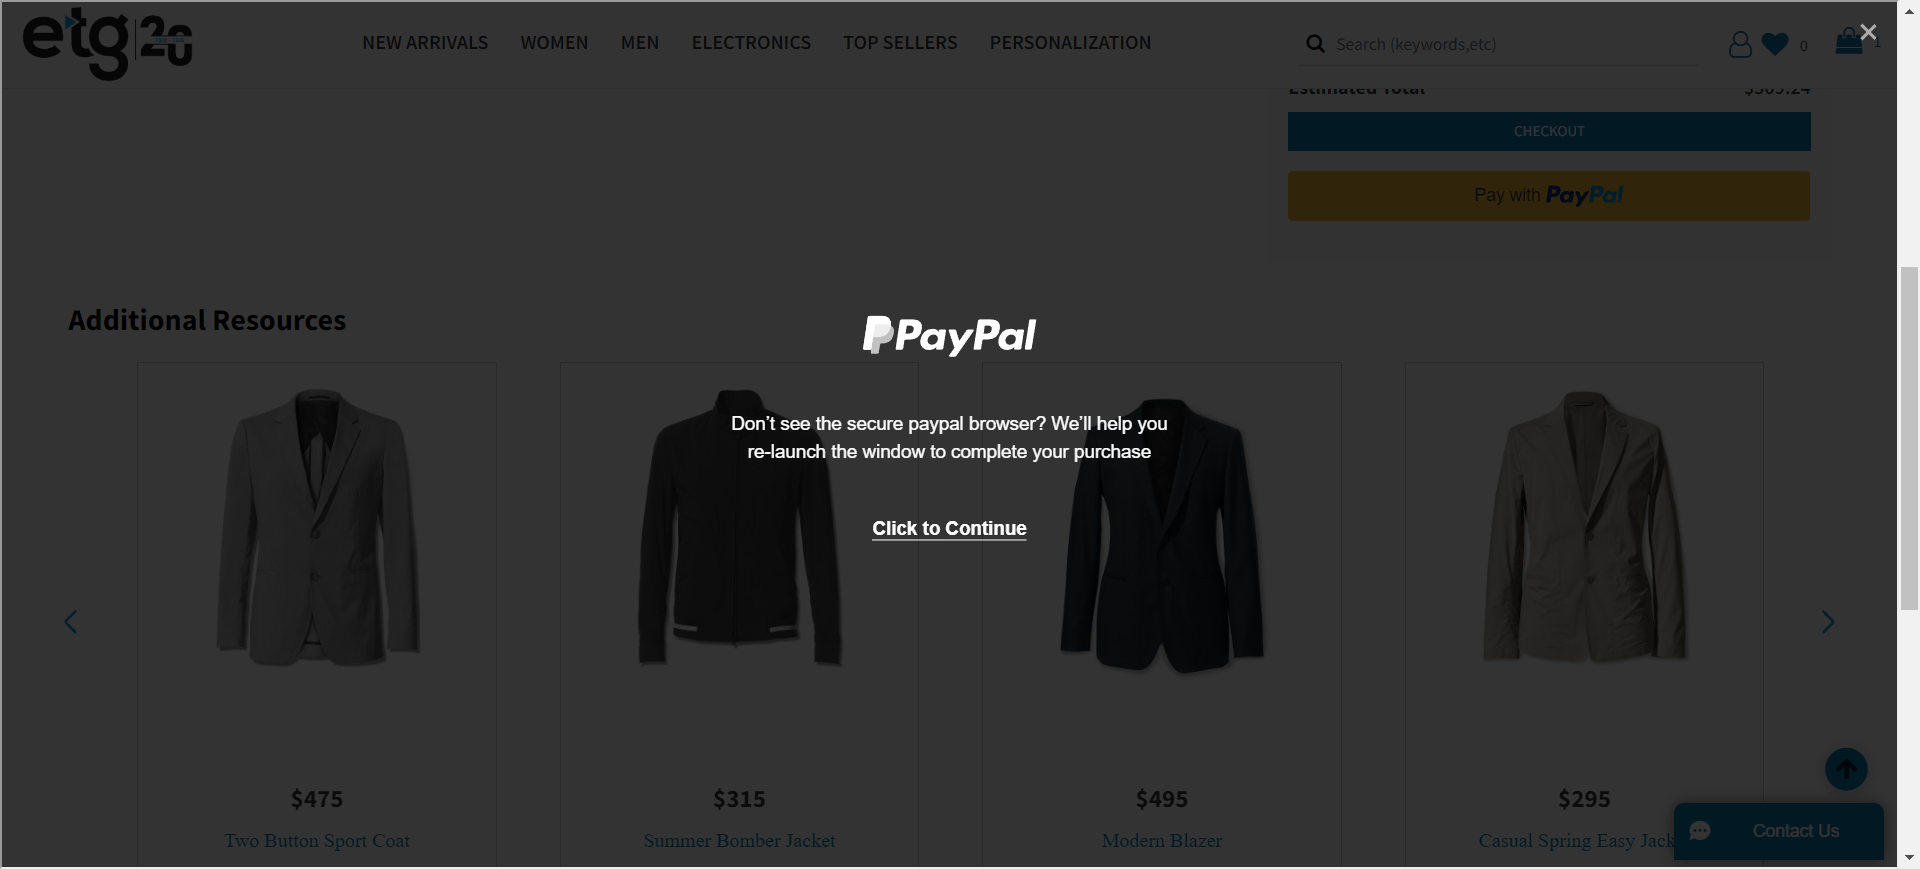 etg 20
NEW ARRIVALS WOMEN MEN ELECTRONICS TOP SELLERS PERSONALIZATION
Search (keywords,etc)
0
1
Estimated Total
CHECKOUT
Pay with PayPal
Additional Resources
PayPal
Don't see the secure paypal browser? We'll help you
re-launch the window to complete your purchase
Click to Continue
$475 $315 $495 $295
Two Button Sport Coat Summer Bomber Jacket Modern Blazer Casual Spring Easy
Contact Us